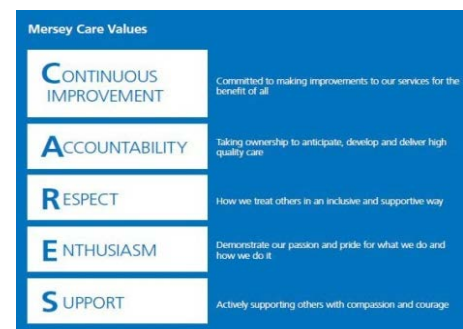 Mersey Care Values
CONTINUOUS
IMPROVEMENT
Committed to making improvements to our services for the
benefit of all
ACCOUNTABILITY
Taking ownership to anticipate, develop and deliver high
quality care
RESPECT
How we treat others in an inclusive and supportive way
ENTHUSIASM
Demonstrate our passion and pride for what we do and
how we do it
SUPPORT
Actively supporting others with compassion and courage